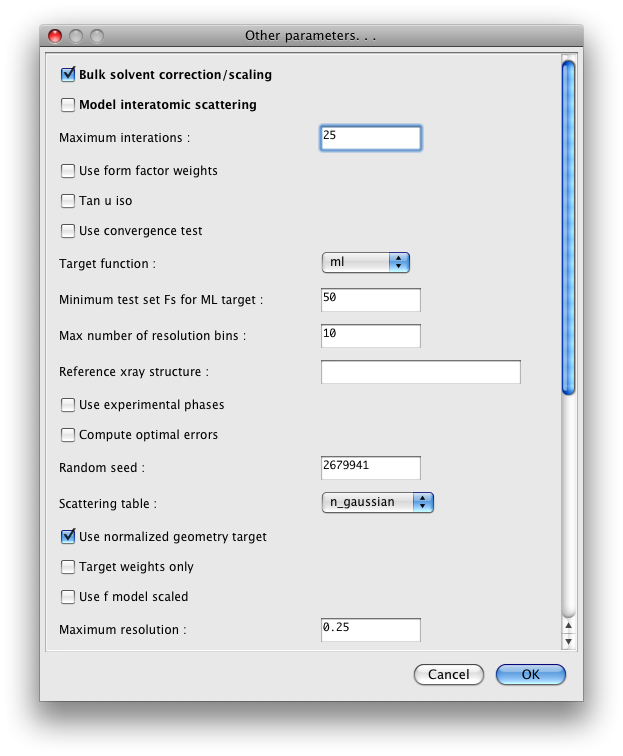 Other parameters. . .
Bulk solvent correction/scaling
Model interatomic scattering
Maximum interations : 25
Use form factor weights
Tan u iso
Use convergence test
Target function : ml
Minimum test set Fs for ML target : 50
Max number of resolution bins : 10
Reference xray structure :
Use experimental phases
Compute optimal errors
Random seed : 2679941
Scattering table : n_gaussian
Use normalized geometry target
Target weights only
Use f model scaled
Maximum resolution : 0.25
Cancel OK